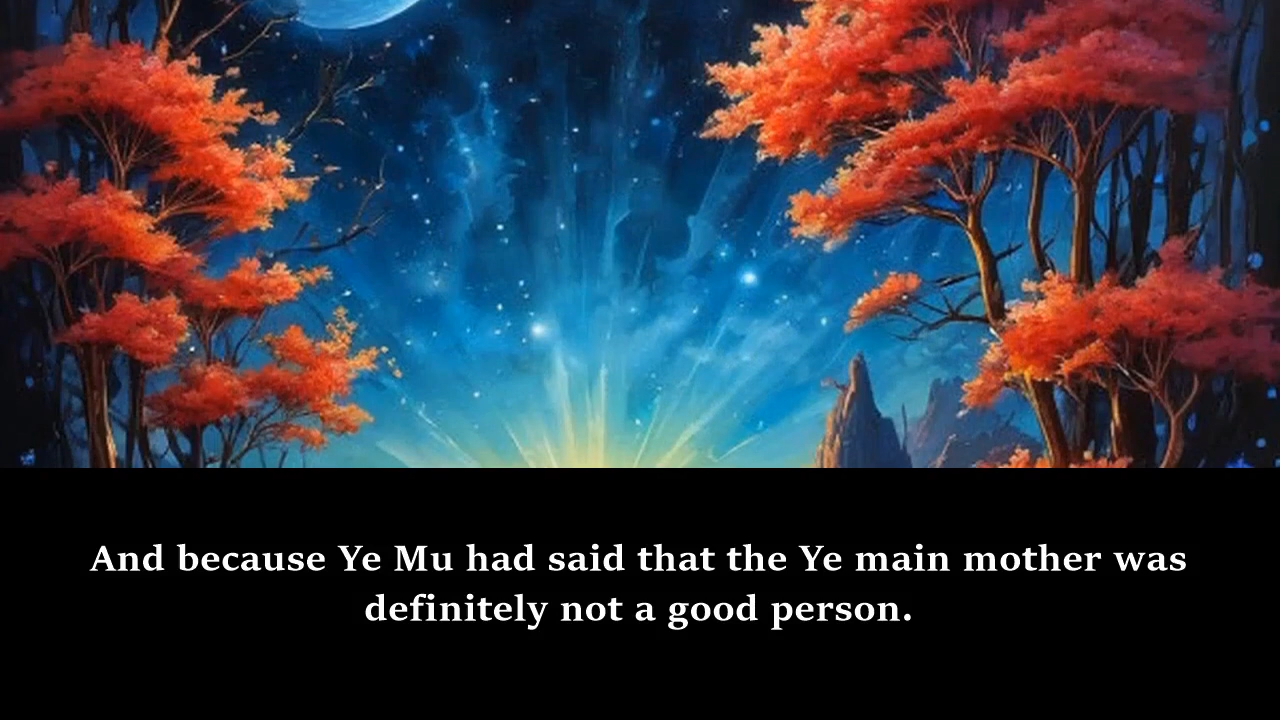 And because Ye Mu had said that the Ye main mother was
definitely not a good person.